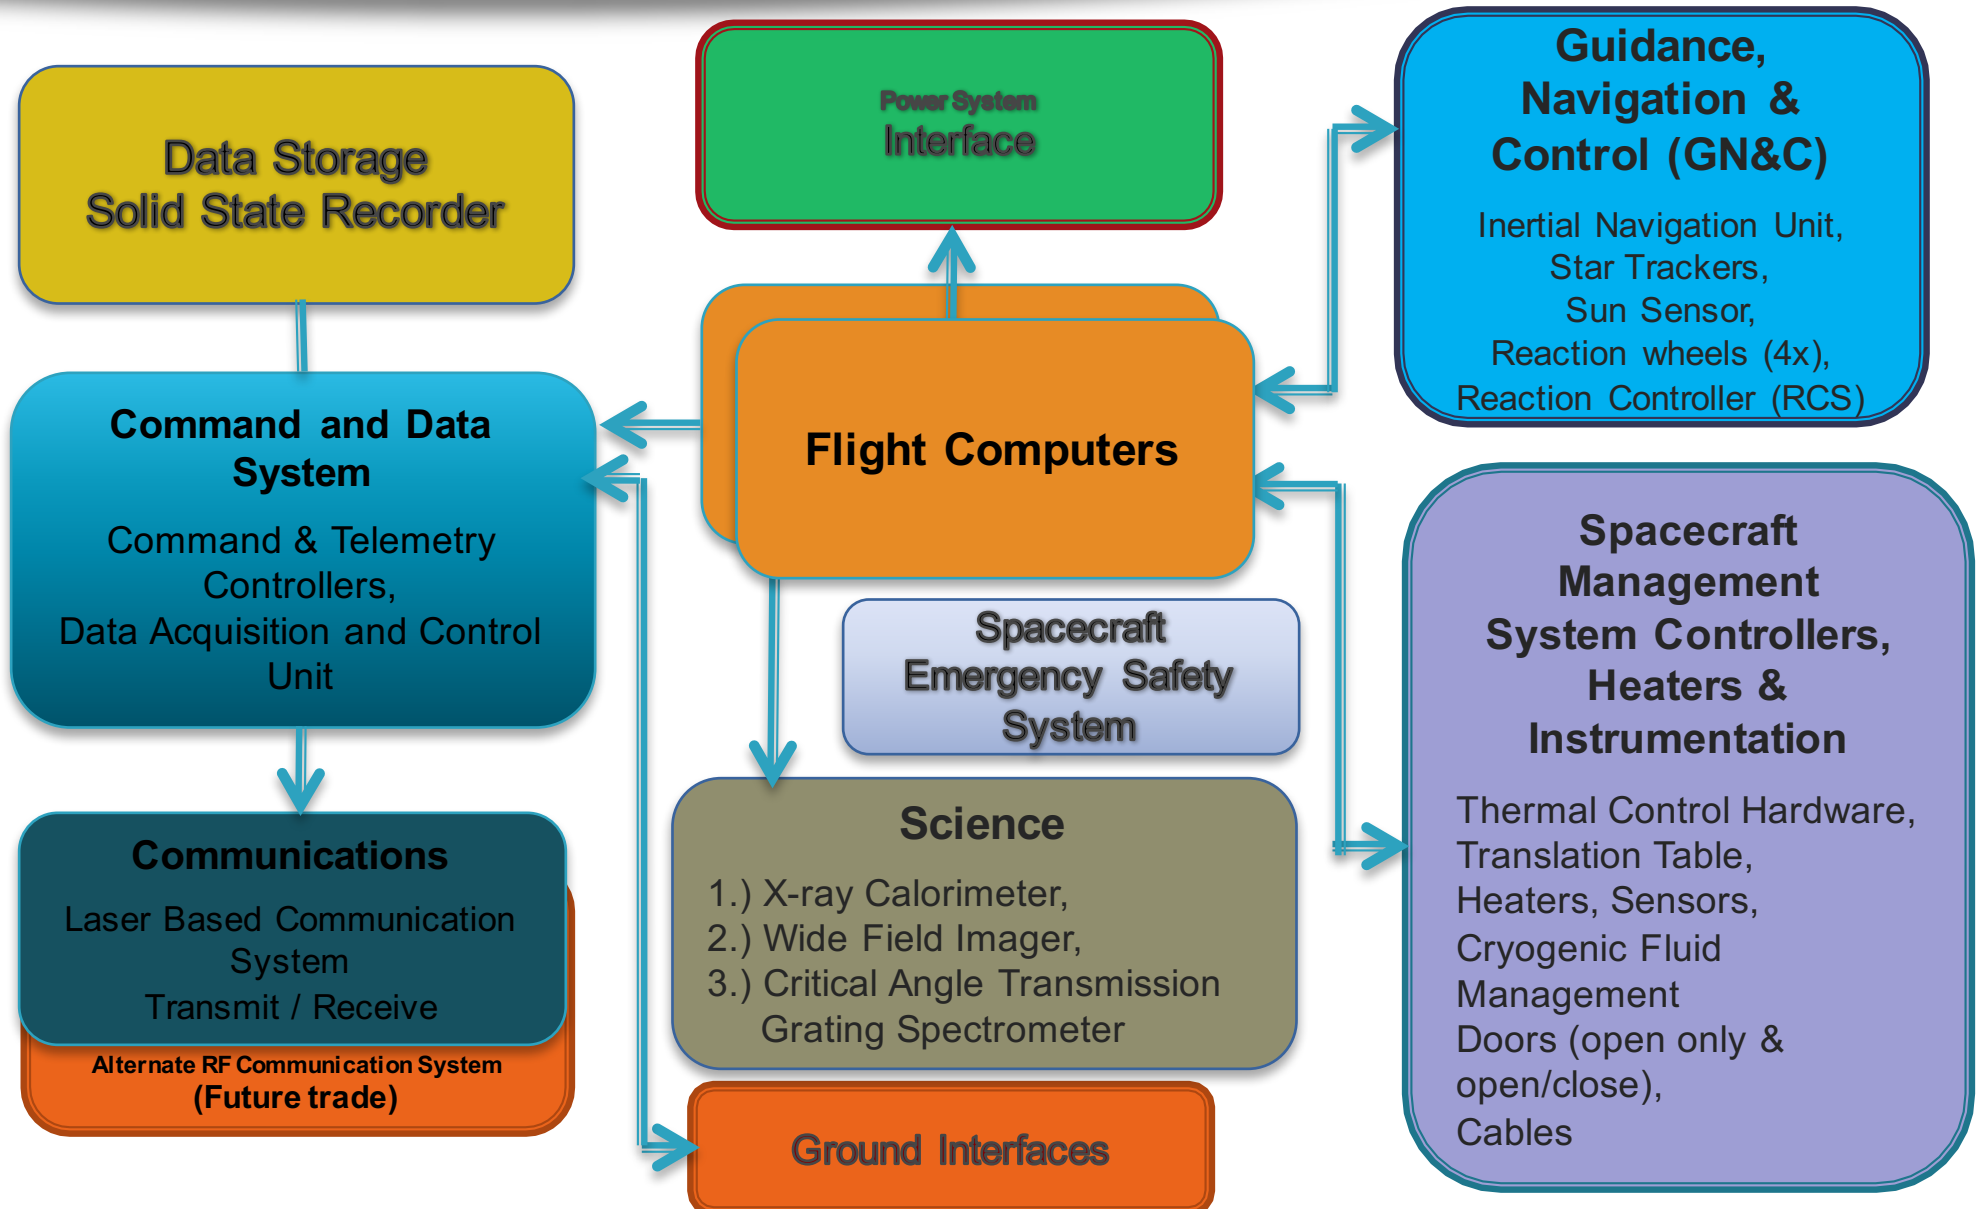 Data Storage
Solid State Recorder
Power System
Interface
Guidance,
Navigation &
Control (GN&C)
Inertial Navigation Unit,
Star Trackers,
Sun Sensor,
Reaction wheels (4x),
Reaction Controller (RCS)
Command and Data
System
Command & Telemetry
Controllers,
Data Acquisition and Control
Unit
Flight Computers
Spacecraft
Emergency Safety
System
Spacecraft
Management
System Controllers,
Heaters &
Instrumentation
Thermal Control Hardware,
Translation Table,
Heaters, Sensors,
Cryogenic Fluid
Management
Doors (open only &
open/close),
Cables
Communications
Laser Based Communication
System
Transmit / Receive
Alternate RF Communication System
(Future trade)
Science
1.) X-ray Calorimeter,
2.) Wide Field Imager,
3.) Critical Angle Transmission
Grating Spectrometer
Ground Interfaces